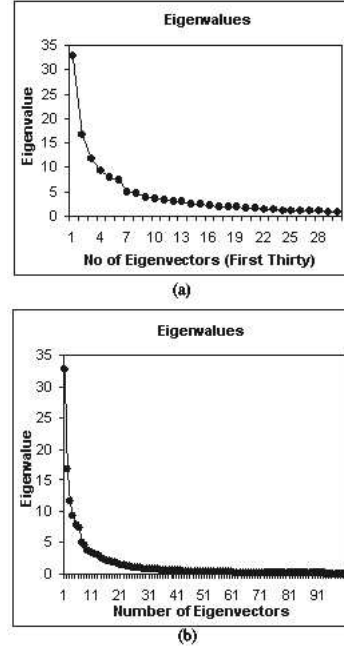 Eigenvalues
35
30
25
20
15
10
5
0
Eigenvalue
1 4 7 10 13 16 19 22 25 28
No of Eigenvectors (First Thirty)
(a)
Eigenvalues
35
30
25
20
15
10
5
0
Eigenvalue
1 11 21 31 41 51 61 71 81 91
Number of Eigenvectors
(b)